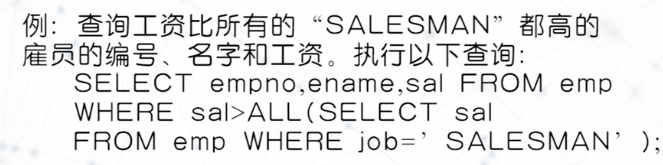 例：查询工资比所有的“SALESMAN”都高的
雇员的编号、名字和工资。执行以下查询:
SELECT empno,ename,sal FROM emp
WHERE sal>ALL(SELECT sal
FROM emp WHERE job=’SALESMAN’);